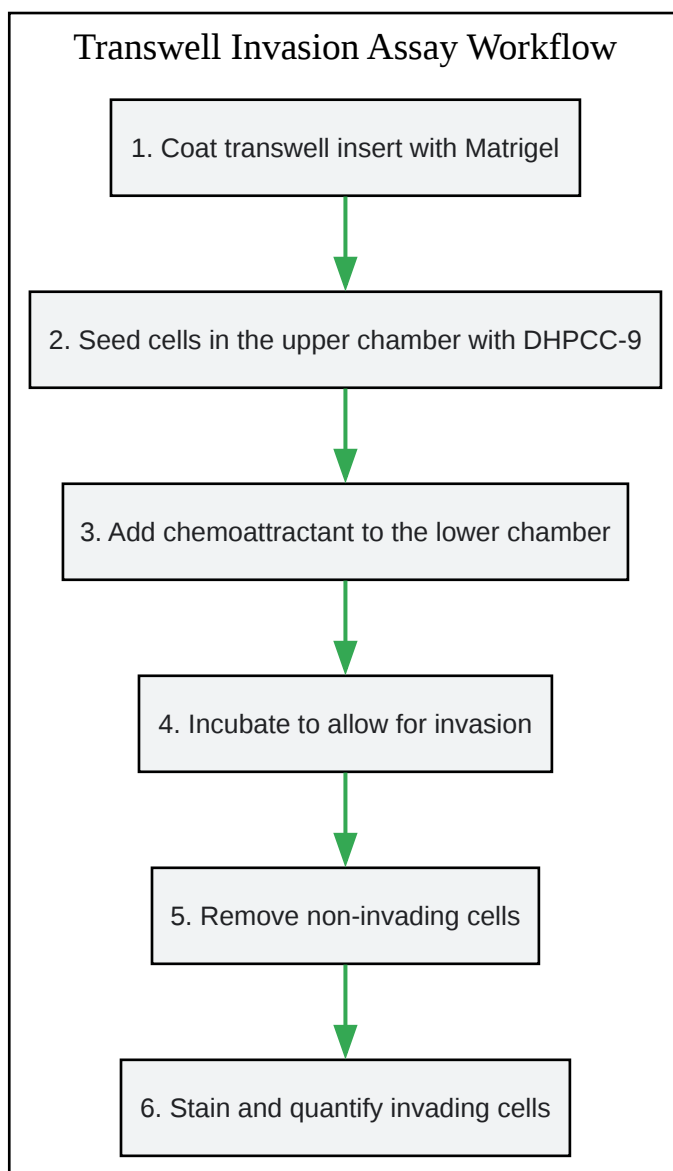 Transwell Invasion Assay Workflow
1. Coat transwell insert with Matrigel
2. Seed cells in the upper chamber with DHPCC-9
3. Add chemoattractant to the lower chamber
4. Incubate to allow for invasion
5. Remove non-invading cells
6. Stain and quantify invading cells